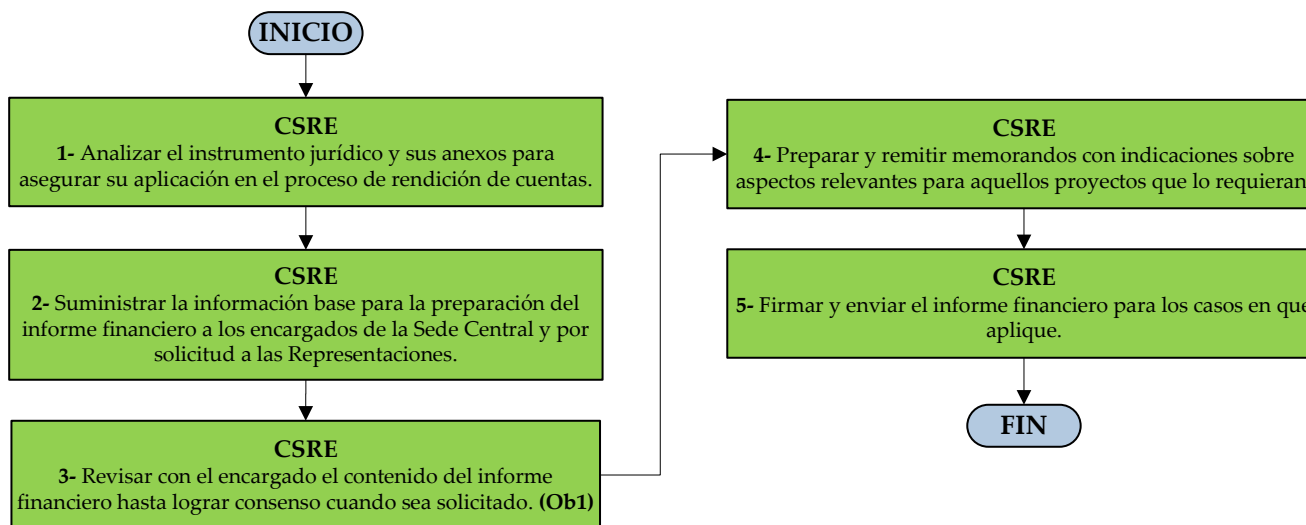 INICIO
CSRE
1- Analizar el instrumento jurídico y sus anexos para
asegurar su aplicación en el proceso de rendición de cuentas.
CSRE
2- Suministrar la información base para la preparación del
informe financiero a los encargados de la Sede Central y por
solicitud a las Representaciones.
CSRE
3- Revisar con el encargado el contenido del informe
financiero hasta lograr consenso cuando sea solicitado. (Ob1)
CSRE
4- Preparar y remitir memorandos con indicaciones sobre
aspectos relevantes para aquellos proyectos que lo requieran
CSRE
5- Firmar y enviar el informe financiero para los casos en que
aplique.
FIN